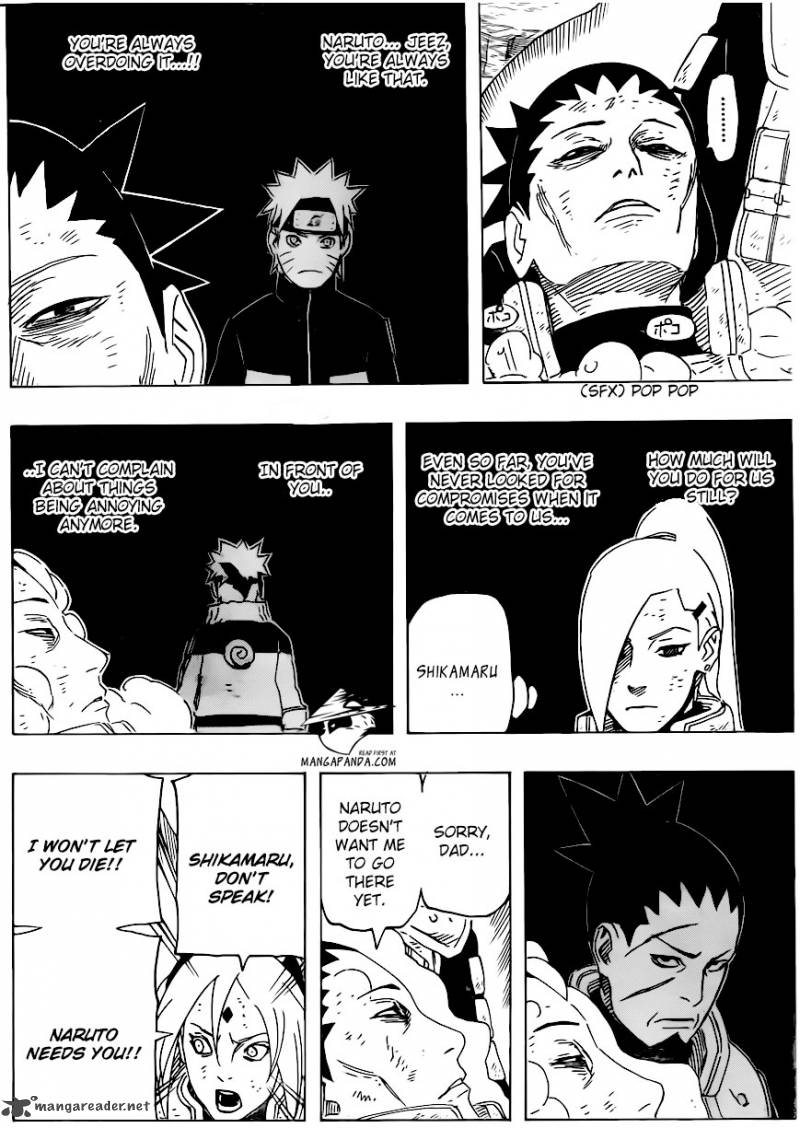 .........
ポコ
ポコ
(SFX) POP POP
NARUTO... JEEZ,
YOU'RE ALWAYS
LIKE THAT.
YOU'RE ALWAYS
OVERDOING IT....!!
HOW MUCH WILL
YOU DO FOR US
STILL?
EVEN SO FAR, YOU'VE
NEVER LOOKED FOR
COMPROMISES WHEN IT
COMES TO US...
SHIKAMARU
...
IN FRONT OF
YOU..
..I CAN'T COMPLAIN
ABOUT THINGS
BEING ANNOYING
ANYMORE.
READ FIRST AT
MANGAPANDA.COM
SORRY,
DAD...
NARUTO
DOESN'T
WANT ME
TO GO
THERE
YET.
SHIKAMARU,
DON'T
SPEAK!
I WON'T LET
YOU DIE!!
NARUTO
NEEDS YOU!!
mangareader.net